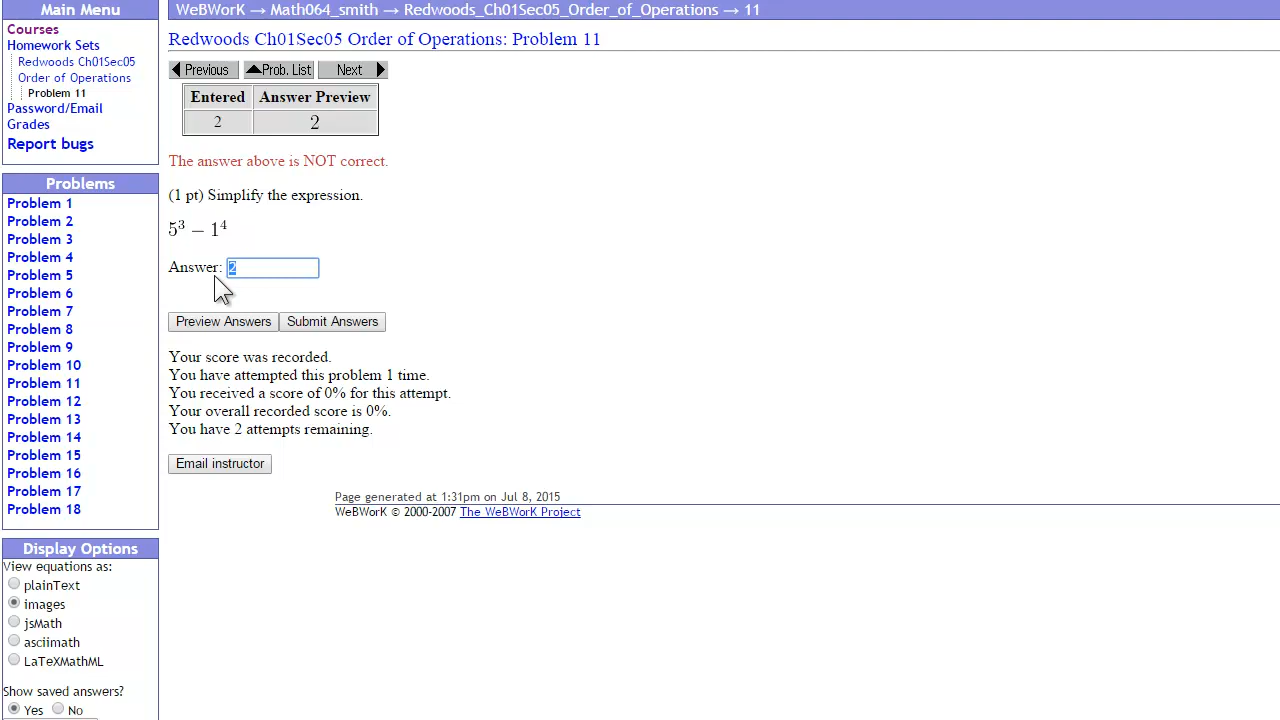 Main Menu
Courses
Homework Sets
Redwoods Ch01Sec05
Order of Operations
Problem 11
Password/Email
Grades
Report bugs
Problems
Problem 1
Problem 2
Problem 3
Problem 4
Problem 5
Problem 6
Problem 7
Problem 8
Problem 9
Problem 10
Problem 11
Problem 12
Problem 13
Problem 14
Problem 15
Problem 16
Problem 17
Problem 18
Display Options
View equations as:
plainText
images
jsMath
asciimath
LaTeXMathML
Show saved answers?
Yes No
WeBWorK → Math064_smith → Redwoods_Ch01Sec05_Order_of_Operations → 11
Redwoods Ch01Sec05 Order of Operations: Problem 11
Previous Prob. List Next
Entered Answer Preview
2 2
The answer above is NOT correct.
(1 pt) Simplify the expression.
5³ − 1⁴
Answer: 2
Preview Answers Submit Answers
Your score was recorded.
You have attempted this problem 1 time.
You received a score of 0% for this attempt.
Your overall recorded score is 0%.
You have 2 attempts remaining.
Email instructor
Page generated at 1:31pm on Jul 8, 2015
WeBWorK © 2000-2007 The WeBWorK Project